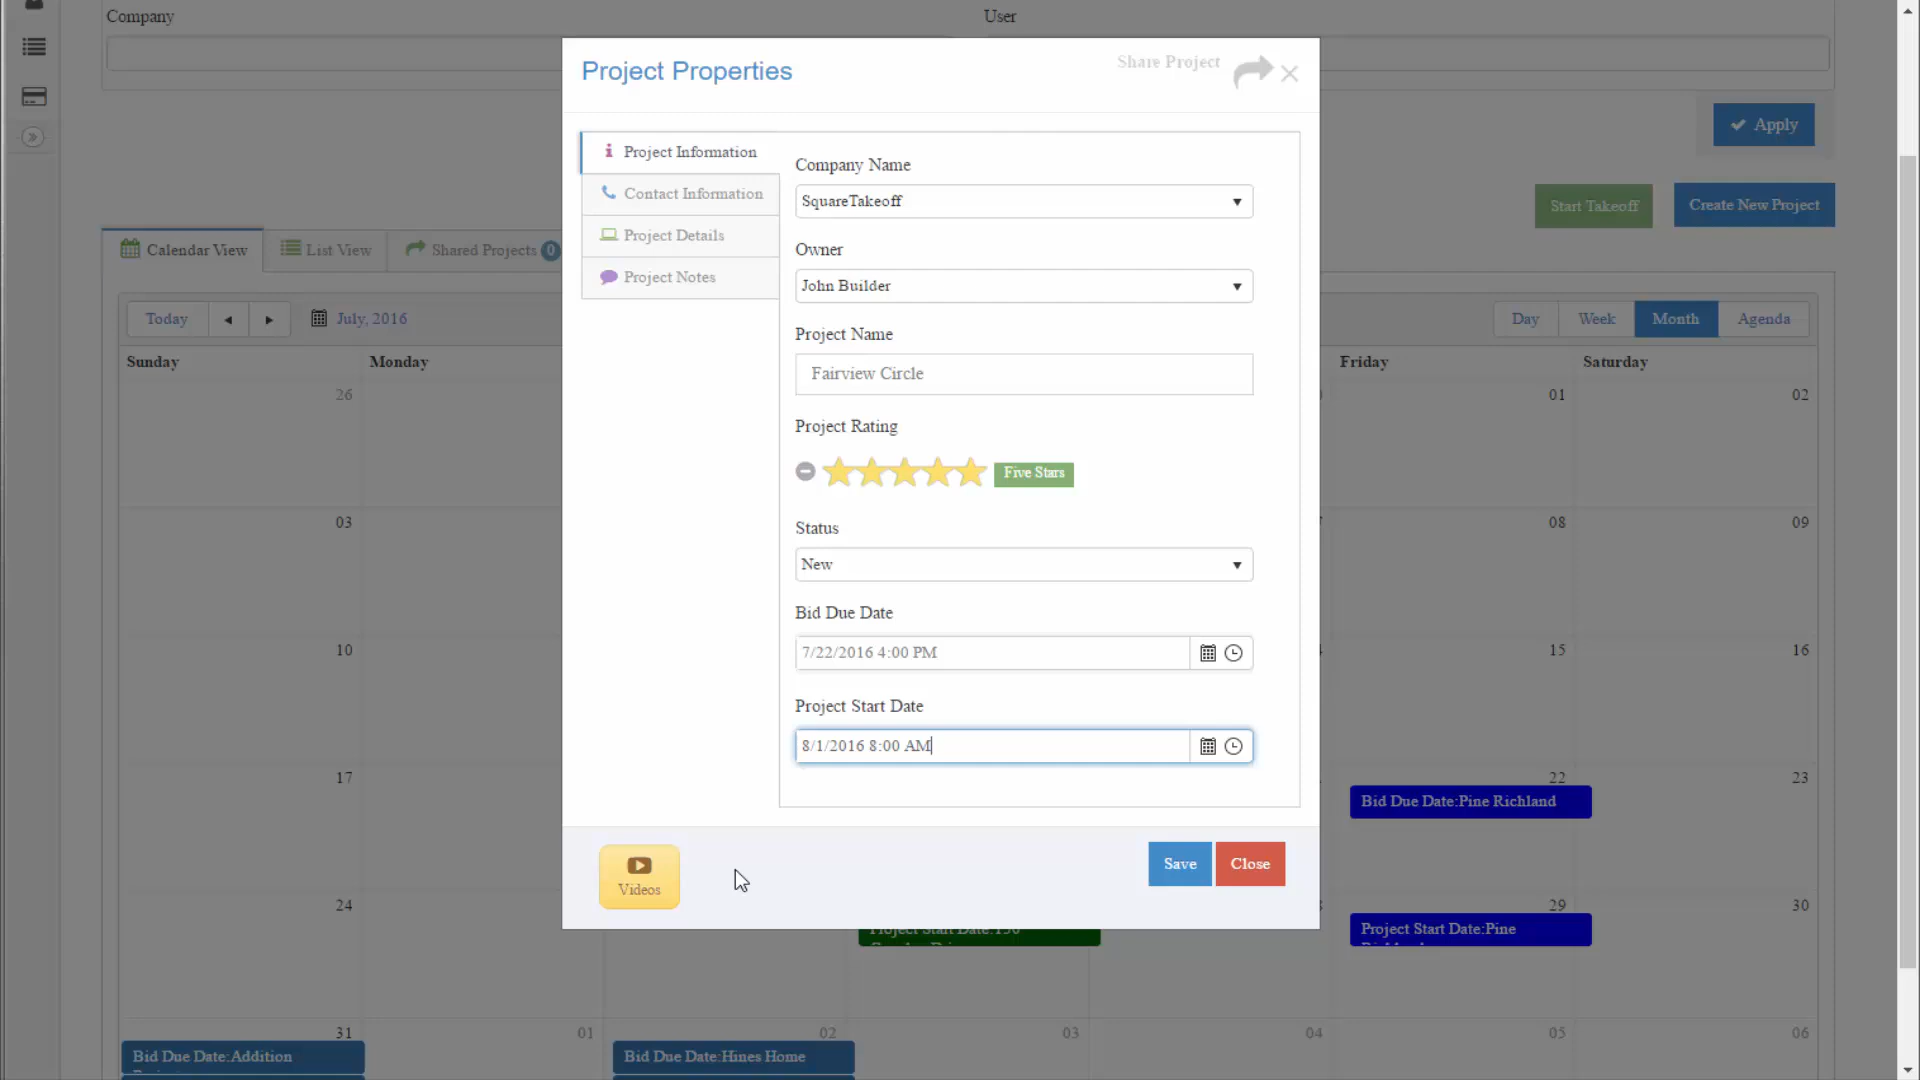 Company
User
Project Properties
Share Project
Apply
Project Information
Contact Information
Project Details
Project Notes
Company Name
SquareTakeoff
Owner
John Builder
Project Name
Fairview Circle
Project Rating
Five Stars
Status
New
Bid Due Date
7/22/2016 4:00 PM
Project Start Date
8/1/2016 8:00 AM
Videos
Save
Close
Start Takeoff
Create New Project
Calendar View
List View
Shared Projects 0
Today
July, 2016
Day
Week
Month
Agenda
Sunday
Monday
Friday
Saturday
26
01
02
03
08
09
10
15
16
17
22
23
Bid Due Date:Pine Richland
24
29
30
Project Start Date:Pine
31
01
02
03
04
05
06
Bid Due Date:Addition
Bid Due Date:Hines Home